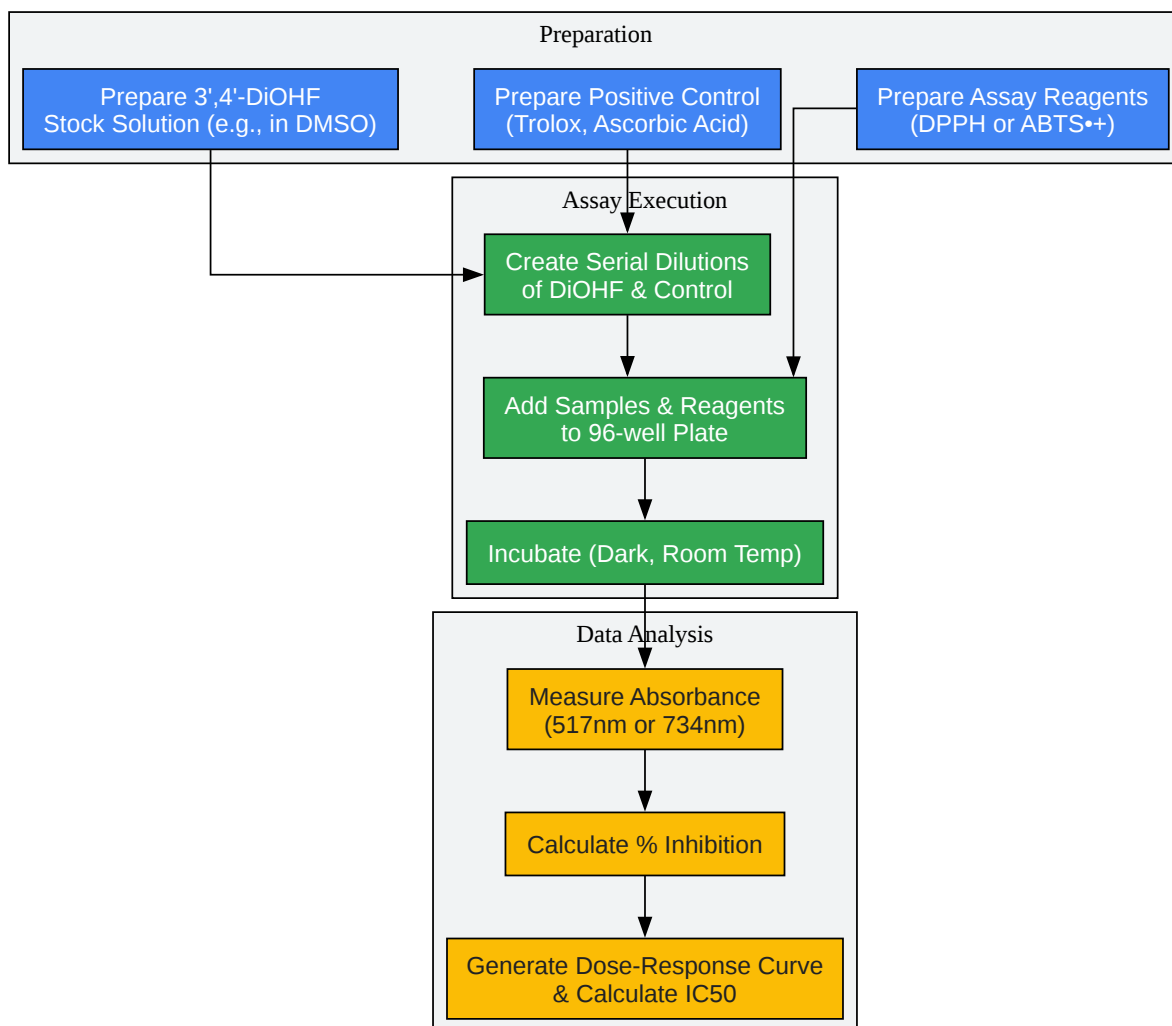 Preparation
Prepare 3',4'-DiOHF
Stock Solution (e.g., in DMSO)
Prepare Positive Control
(Trolox, Ascorbic Acid)
Prepare Assay Reagents
(DPPH or ABTS•+)
Assay Execution
Create Serial Dilutions
of DiOHF & Control
Add Samples & Reagents
to 96-well Plate
Incubate (Dark, Room Temp)
Data Analysis
Measure Absorbance
(517nm or 734nm)
Calculate % Inhibition
Generate Dose-Response Curve
& Calculate IC50